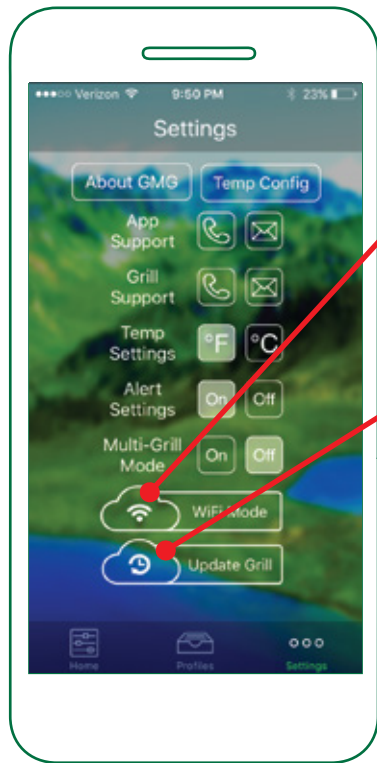 Verizon 9:50 PM 23%
Settings
About GMG Temp Config
App
Support
Grill
Support
Temp
Settings
°F °C
Alert
Settings
On Off
Multi-Grill
Mode
On Off
WiFi Mode
Update Grill
Home Profiles Settings